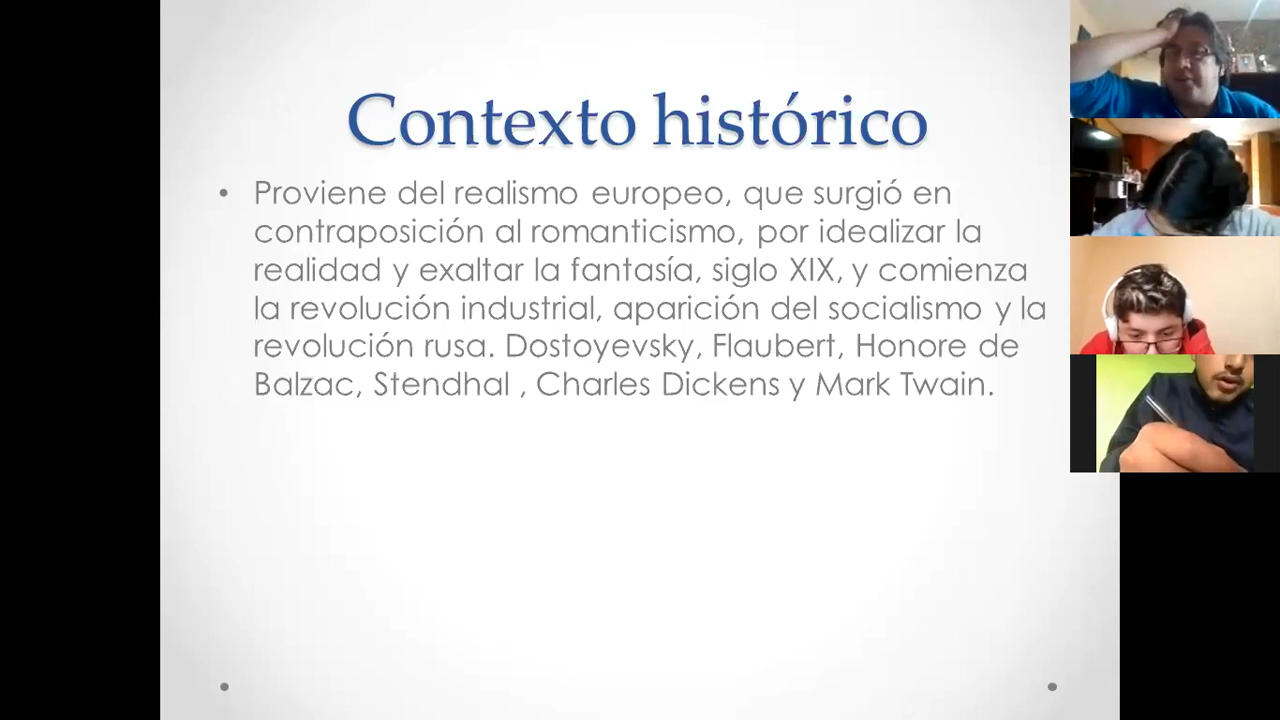 Contexto histórico
• Proviene del realismo europeo, que surgió en
contraposición al romanticismo, por idealizar la
realidad y exaltar la fantasía, siglo XIX, y comienza
la revolución industrial, aparición del socialismo y la
revolución rusa. Dostoyevsky, Flaubert, Honore de
Balzac, Stendhal , Charles Dickens y Mark Twain.